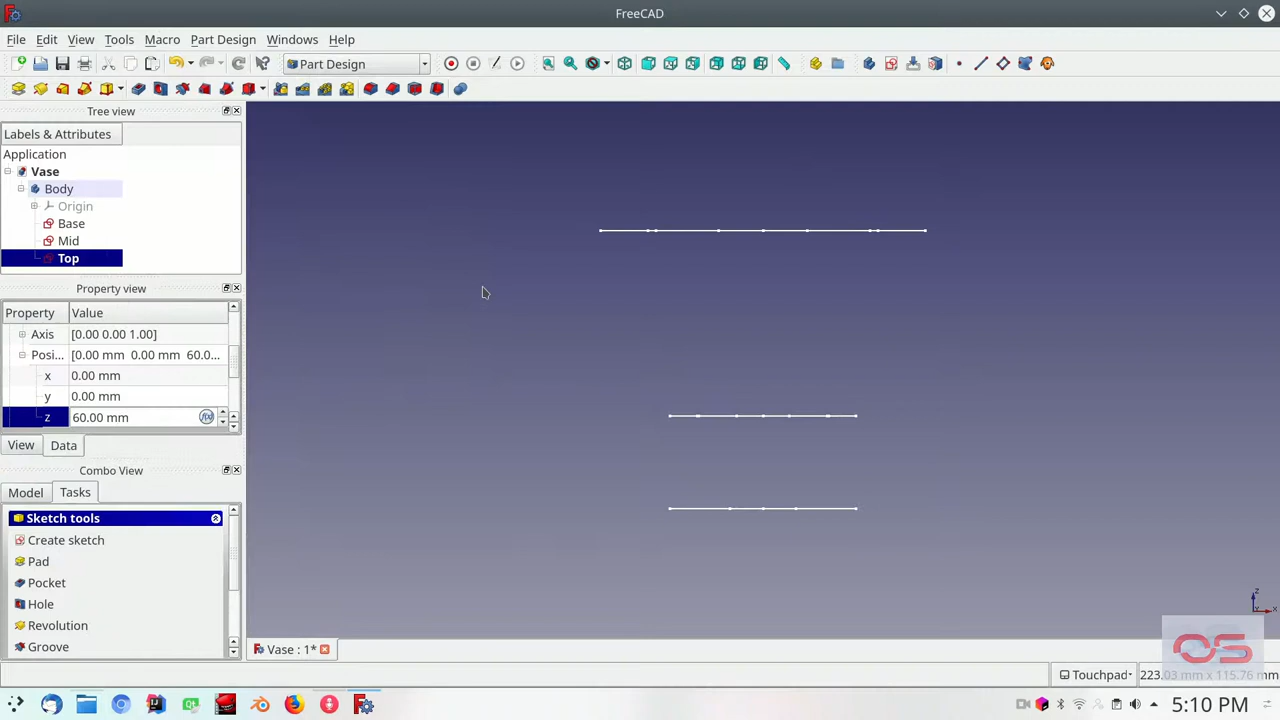 FreeCAD
File Edit View Tools Macro Part Design Windows Help
Part Design
Tree view
Labels & Attributes
Application
Vase
Body
Origin
Base
Mid
Top
Property view
Property Value
Axis [0.00 0.00 1.00]
Posi... [0.00 mm 0.00 mm 60.0...
x 0.00 mm
y 0.00 mm
z 60.00 mm
View Data
Combo View
Model Tasks
Sketch tools
Create sketch
Pad
Pocket
Hole
Revolution
Groove
Vase : 1*
Touchpad
223.03 mm x 115.76 mm
z
x
OS
5:10 PM